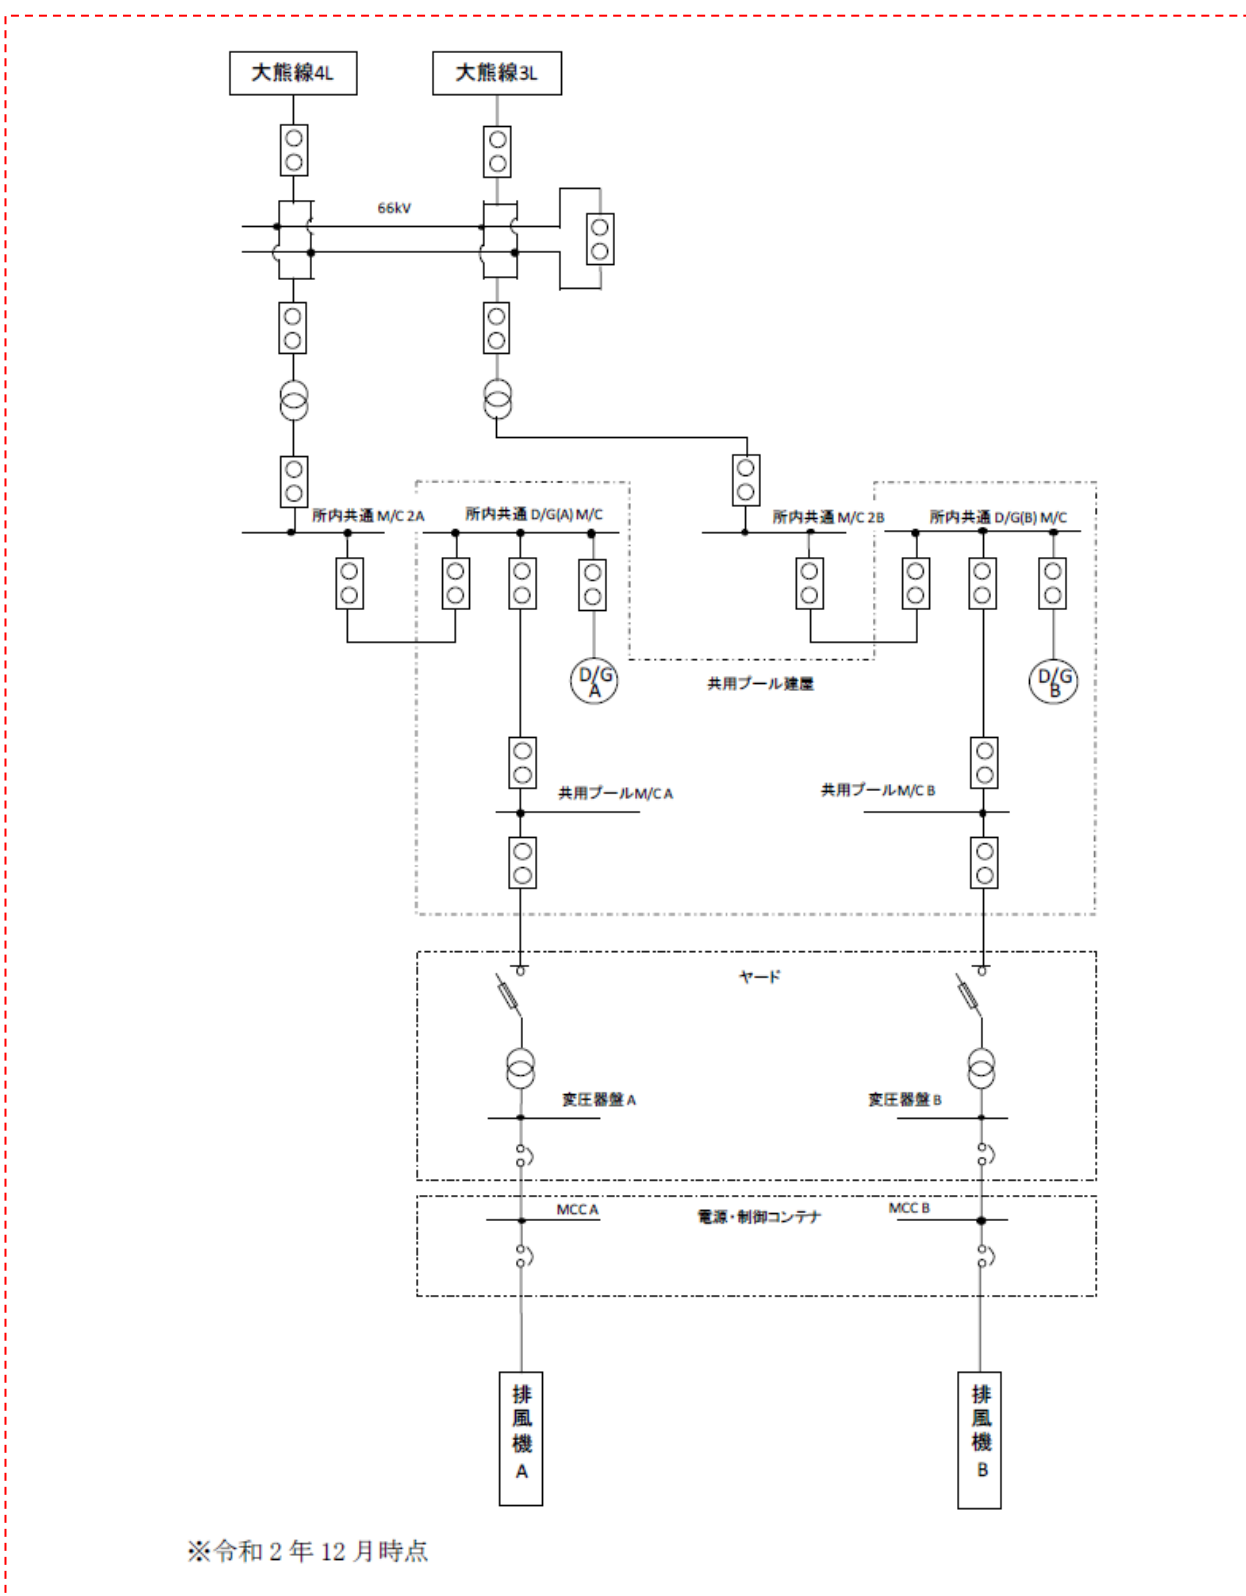 大熊線4L
大熊線3L
66kV
所内共通 M/C 2A
所内共通 D/G(A) M/C
所内共通 M/C 2B
所内共通 D/G(B) M/C
D/G
A
共用プール建屋
D/G
B
共用プールM/C A
共用プールM/C B
ヤード
変圧器盤 A
変圧器盤 B
MCC A
電源・制御コンテナ
MCC B
排風機 A
排風機 B
※令和 2 年 12 月時点